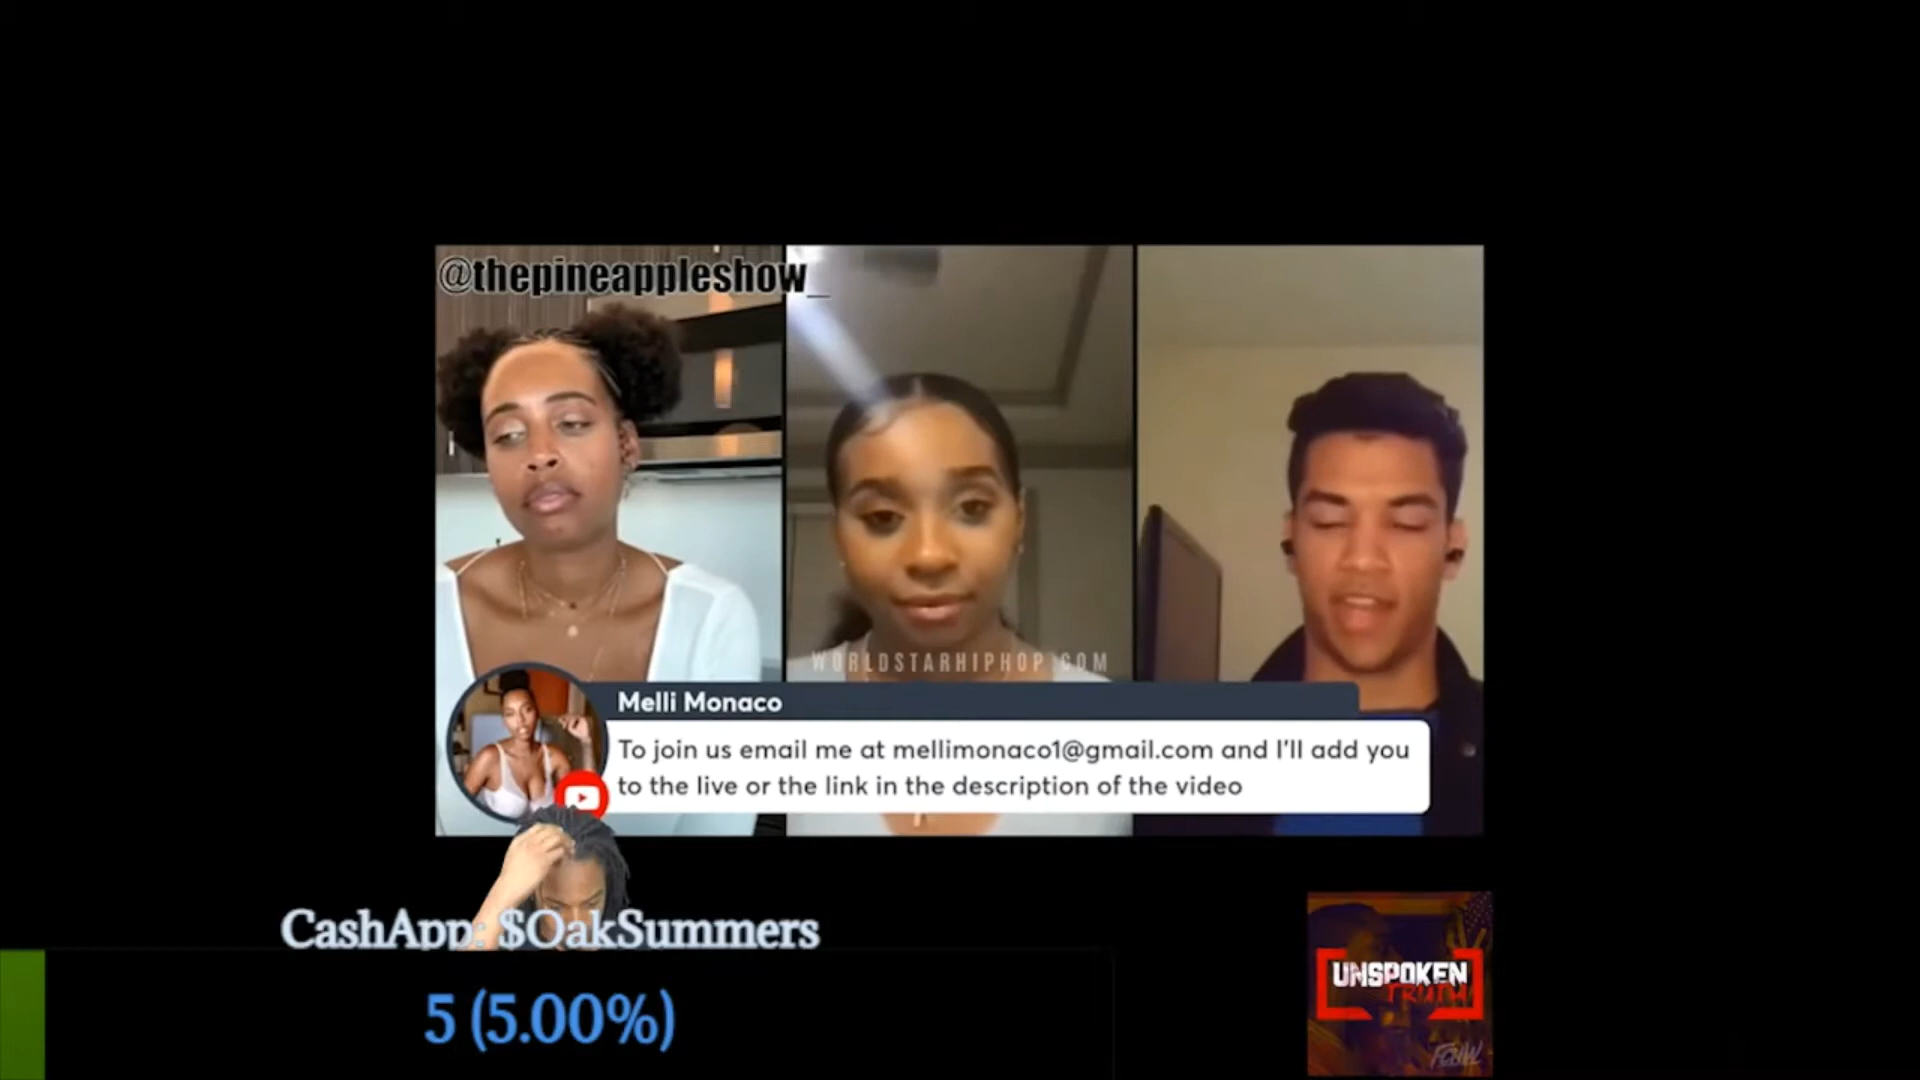 @thepineappleshow_
WORLDSTARHIPHOP.COM
Melli Monaco
To join us email me at mellimonaco1@gmail.com and I'll add you
to the live or the link in the description of the video
CashApp: $OakSummers
5 (5.00%)
UNSPOKEN
TRUTH